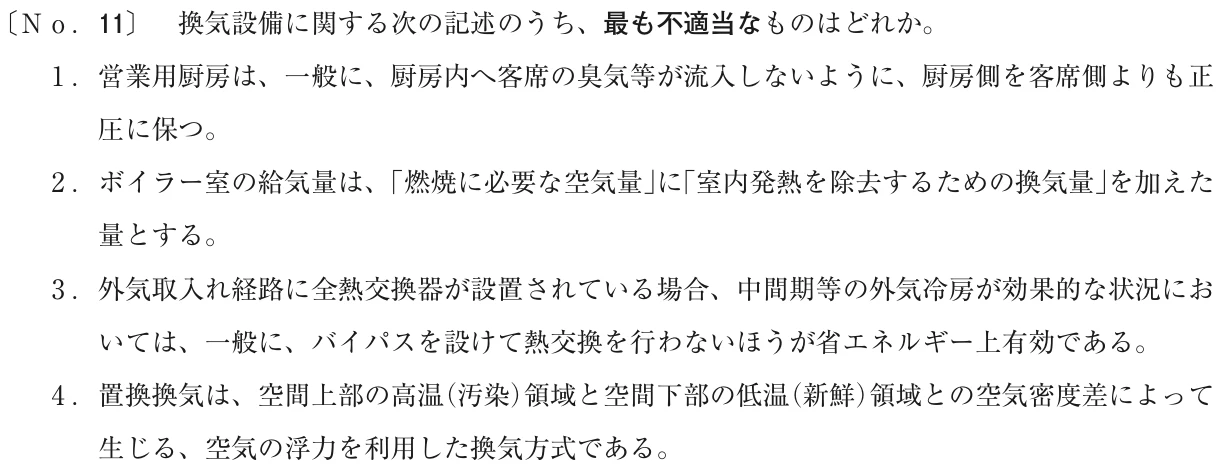 〔Ｎｏ．11〕　換気設備に関する次の記述のうち、最も不適当なものはどれか。
１．営業用厨房は、一般に、厨房内へ客席の臭気等が流入しないように、厨房側を客席側よりも正
圧に保つ。
２．ボイラー室の給気量は、「燃焼に必要な空気量」に「室内発熱を除去するための換気量」を加えた
量とする。
３．外気取入れ経路に全熱交換器が設置されている場合、中間期等の外気冷房が効果的な状況にお
いては、一般に、バイパスを設けて熱交換を行わないほうが省エネルギー上有効である。
４．置換換気は、空間上部の高温(汚染)領域と空間下部の低温(新鮮)領域との空気密度差によって
生じる、空気の浮力を利用した換気方式である。